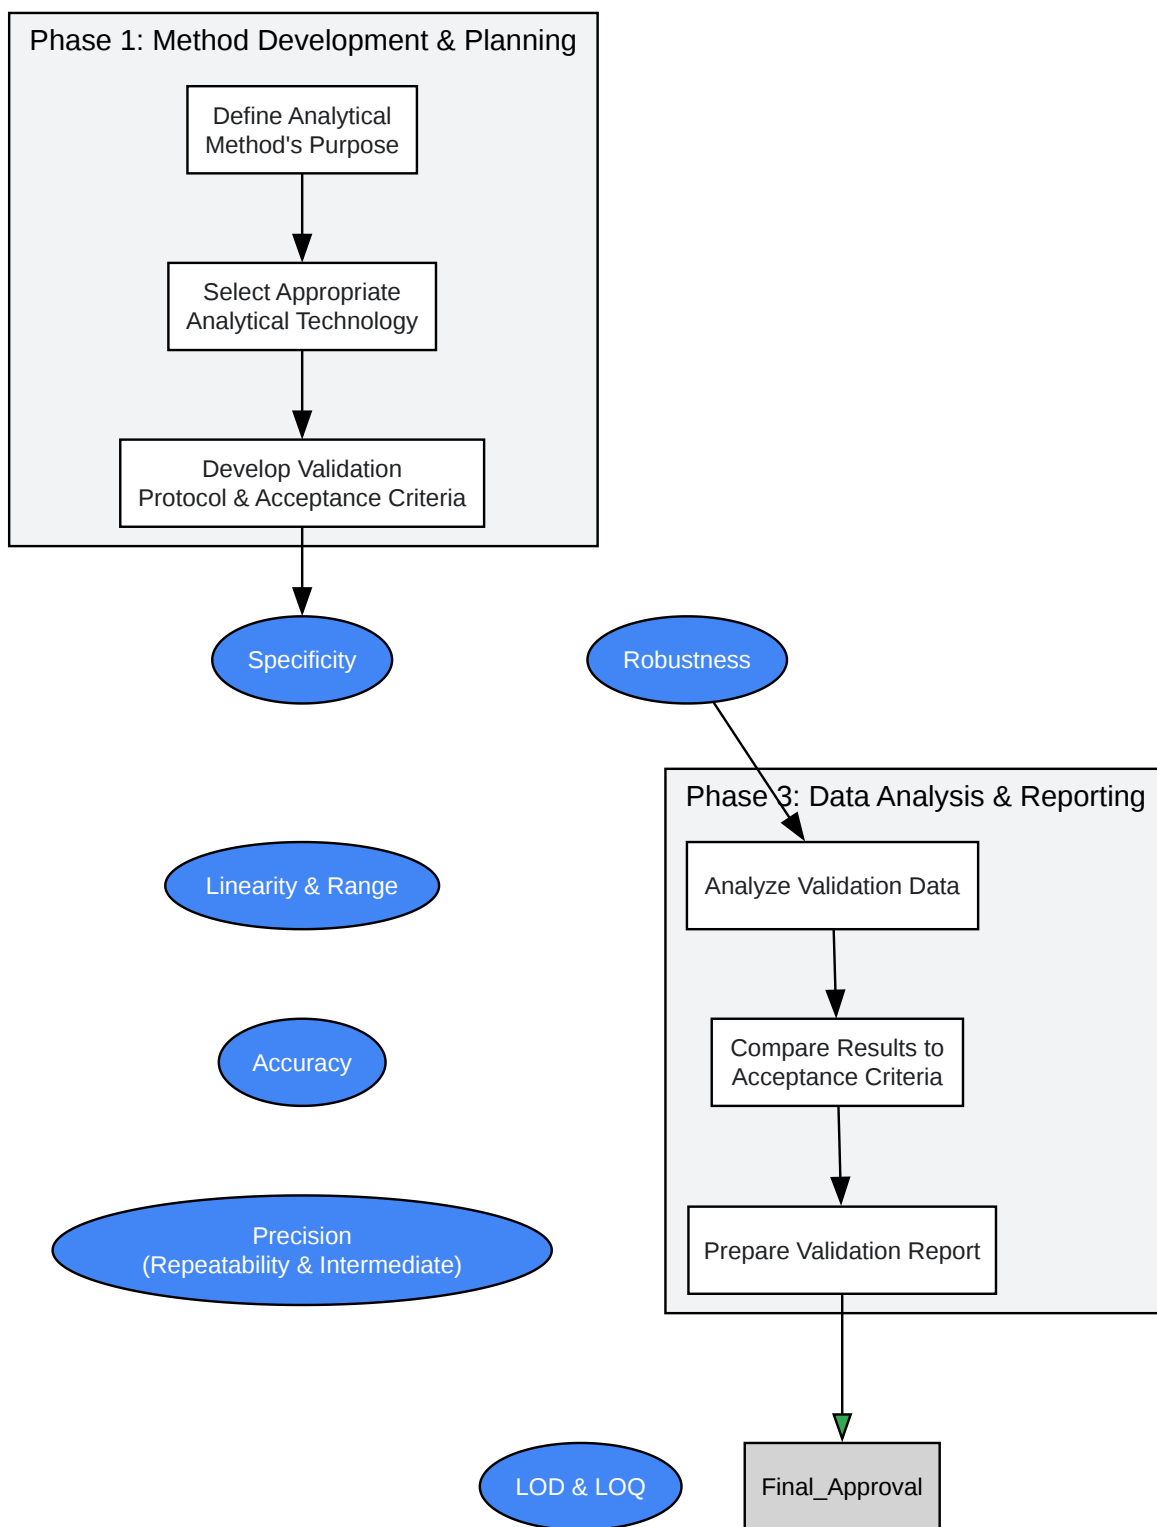 Phase 1: Method Development & Planning
Define Analytical
Method's Purpose
Select Appropriate
Analytical Technology
Develop Validation
Protocol & Acceptance Criteria
Specificity
Robustness
Phase 3: Data Analysis & Reporting
Linearity & Range
Analyze Validation Data
Accuracy
Compare Results to
Acceptance Criteria
Precision
(Repeatability & Intermediate)
Prepare Validation Report
LOD & LOQ
Final_Approval